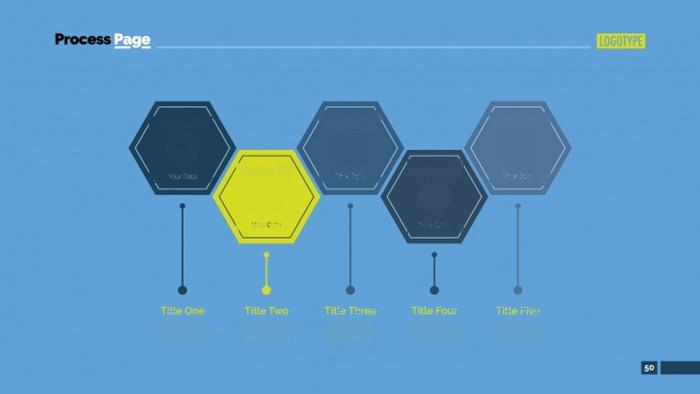 Process Page
LOGOTYPE
Your Data
Your Data
Your Data
Your Data
Your Data
Title One
Title Two
Title Three
Title Four
Title Five
50